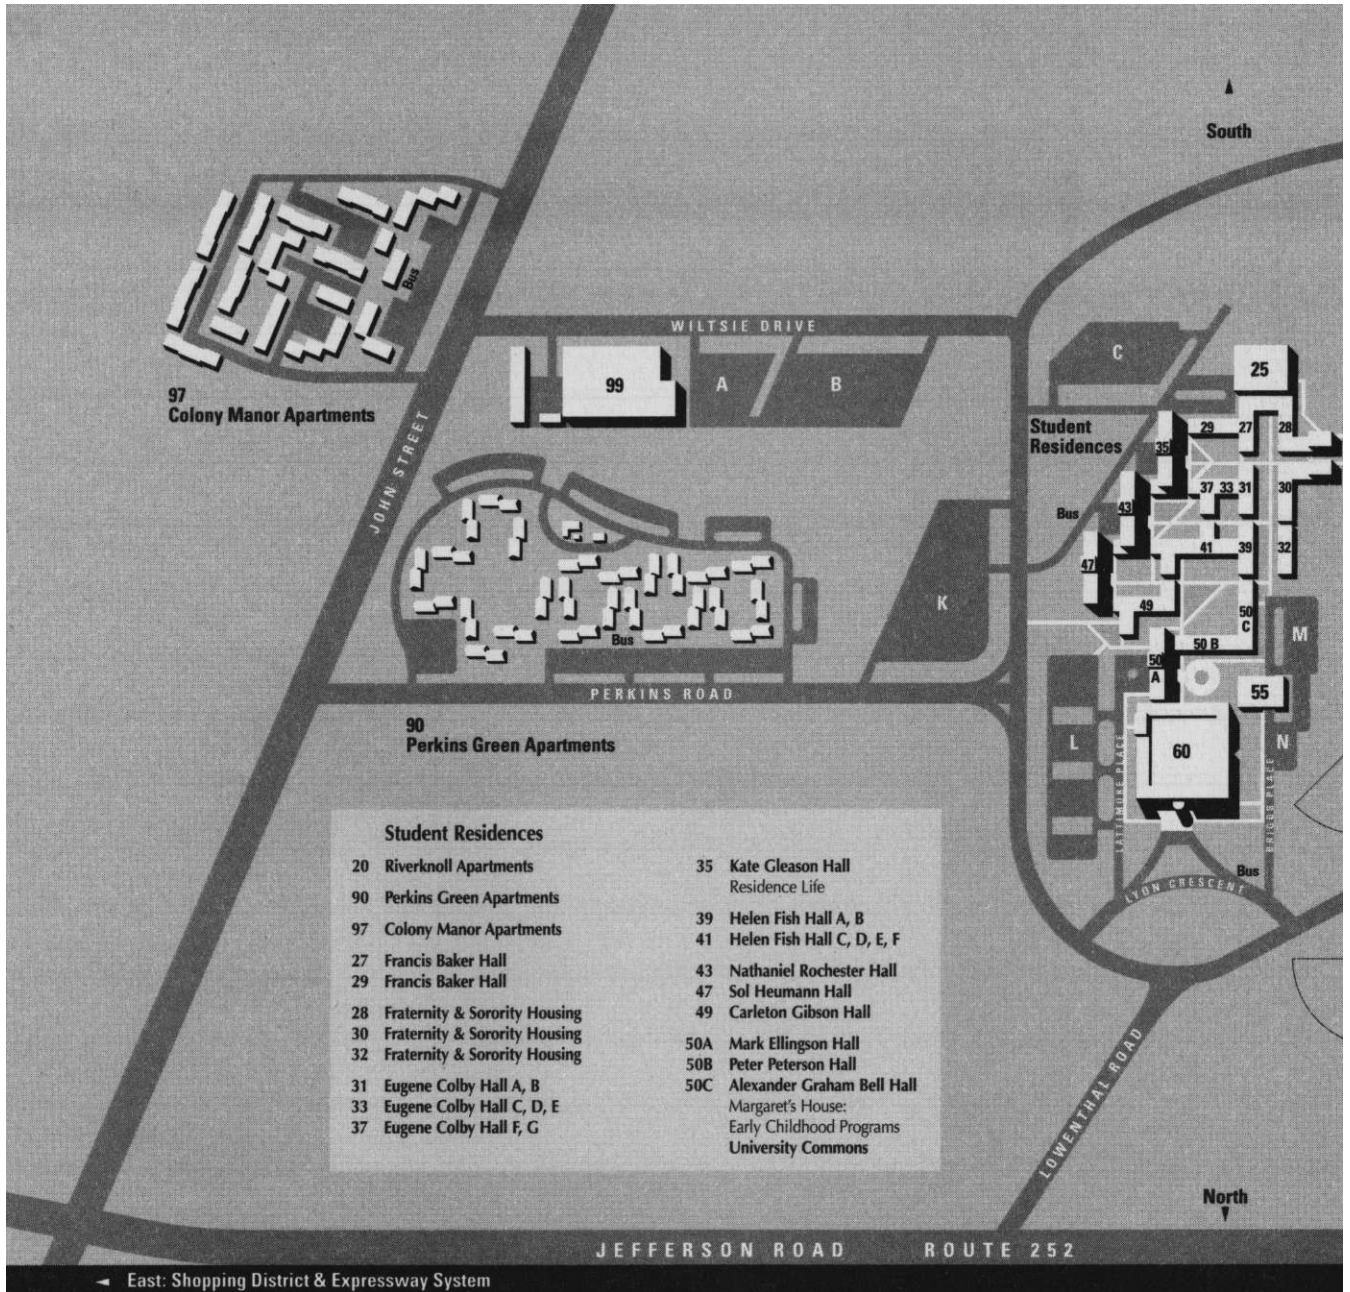 South
WILTSIE DRIVE
Bus
C
99
A
B
25
97
Colony Manor Apartments
JOHN STREET
Student
Residences
29
27
28
35
37
33
31
30
43
Bus
41
39
32
47
K
49
50
C
M
Bus
50 B
50
A
PERKINS ROAD
55
90
Perkins Green Apartments
L
LATTIMORE PLACE
60
N
BRIGGS PLACE
Bus
LYON CRESCENT
Student Residences
20 Riverknoll Apartments
90 Perkins Green Apartments
97 Colony Manor Apartments
27 Francis Baker Hall
29 Francis Baker Hall
28 Fraternity & Sorority Housing
30 Fraternity & Sorority Housing
32 Fraternity & Sorority Housing
31 Eugene Colby Hall A, B
33 Eugene Colby Hall C, D, E
37 Eugene Colby Hall F, G
35 Kate Gleason Hall
Residence Life
39 Helen Fish Hall A, B
41 Helen Fish Hall C, D, E, F
43 Nathaniel Rochester Hall
47 Sol Heumann Hall
49 Carleton Gibson Hall
50A Mark Ellingson Hall
50B Peter Peterson Hall
50C Alexander Graham Bell Hall
Margaret's House:
Early Childhood Programs
University Commons
LOWENTHAL ROAD
North
JEFFERSON ROAD ROUTE 252
◄ East: Shopping District & Expressway System